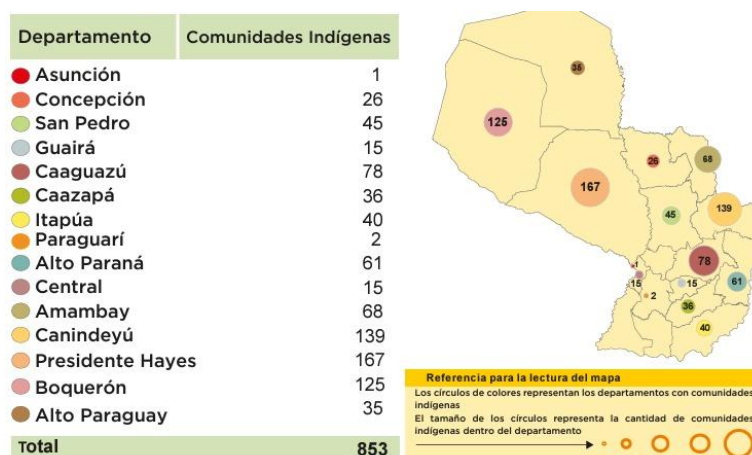 Departamento Comunidades Indígenas
Asunción 1
Concepción 26
San Pedro 45
Guairá 15
Caaguazú 78
Caazapá 36
Itapúa 40
Paraguarí 2
Alto Paraná 61
Central 15
Amambay 68
Canindeyú 139
Presidente Hayes 167
Boquerón 125
Alto Paraguay 35
Total 853
35
125
26
68
167
45
139
1
78
15
15
61
2
36
40
Referencia para la lectura del mapa
Los círculos de colores representan los departamentos con comunidades
indígenas
El tamaño de los círculos representa la cantidad de comunidades
indígenas dentro del departamento